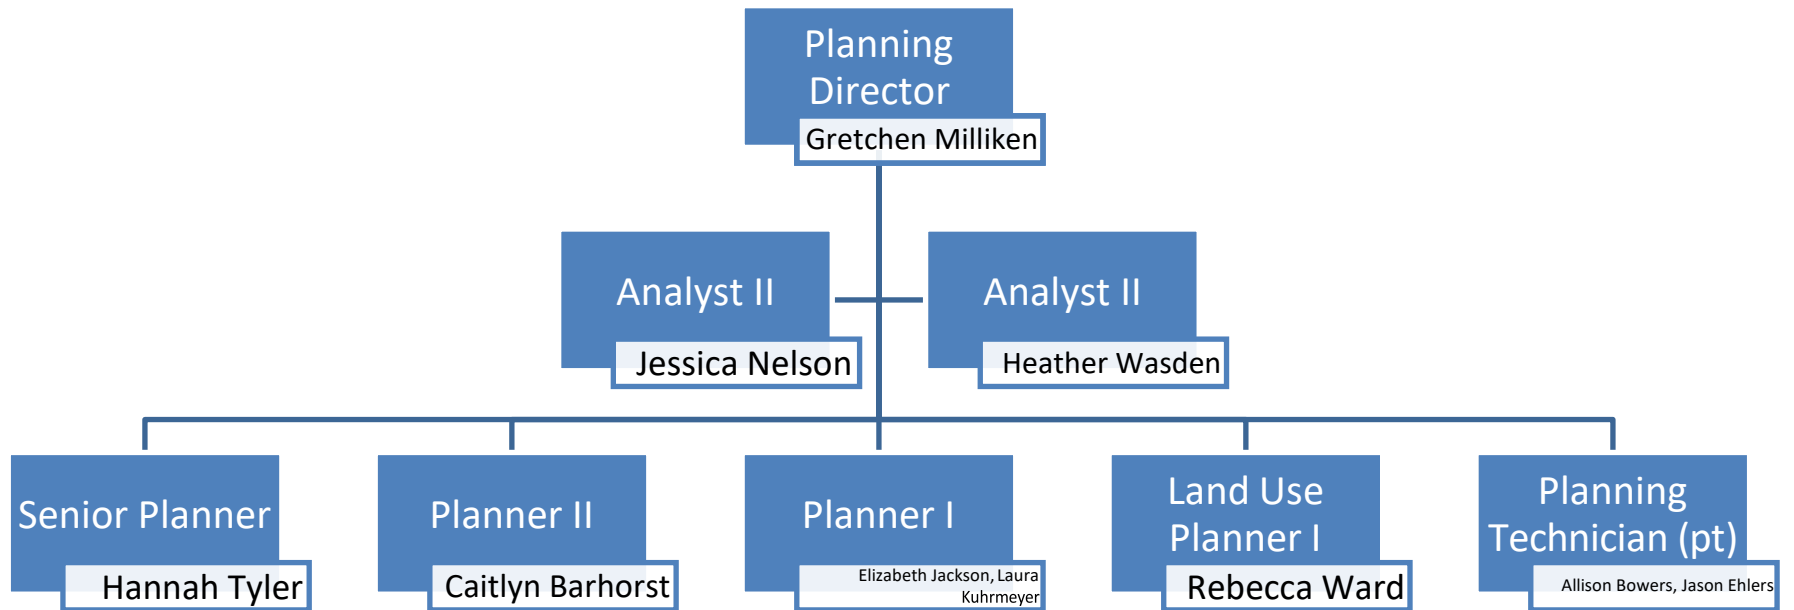 Planning
Director
Gretchen Milliken
Analyst II
Jessica Nelson
Analyst II
Heather Wasden
Senior Planner
Hannah Tyler
Planner II
Caitlyn Barhorst
Planner I
Elizabeth Jackson, Laura
Kuhrmeyer
Land Use
Planner I
Rebecca Ward
Planning
Technician (pt)
Allison Bowers, Jason Ehlers